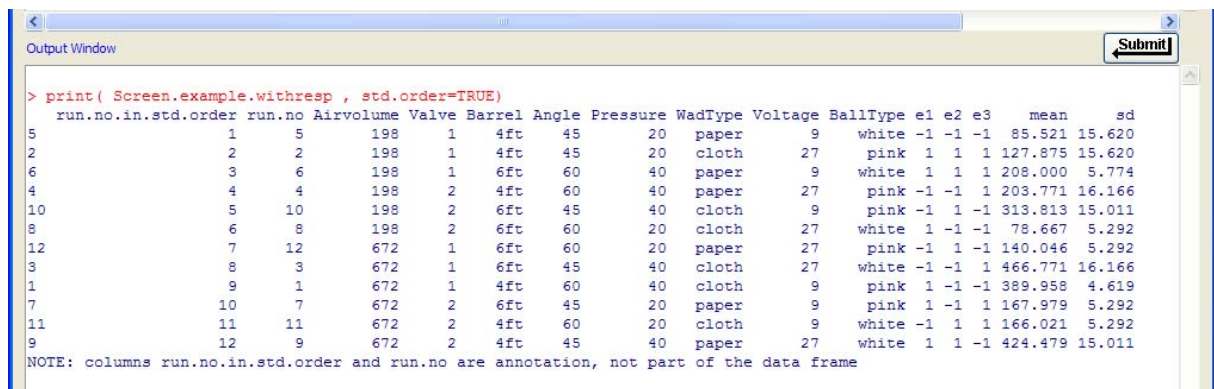 Output Window
Submit
> print( Screen.example.withresp , std.order=TRUE)
run.no.in.std.order run.no Airvolume Valve Barrel Angle Pressure WadType Voltage BallType e1 e2 e3 mean sd
5 1 5 198 1 4ft 45 20 paper 9 white -1 -1 -1 85.521 15.620
2 2 2 198 1 4ft 45 20 cloth 27 pink 1 1 1 127.875 15.620
6 3 6 198 1 6ft 60 40 paper 9 white 1 1 1 208.000 5.774
4 4 4 198 2 4ft 60 40 paper 27 pink -1 -1 1 203.771 16.166
10 5 10 198 2 6ft 45 40 cloth 9 pink -1 1 -1 313.813 15.011
8 6 8 198 2 6ft 60 20 cloth 27 white 1 -1 -1 78.667 5.292
12 7 12 672 1 6ft 60 20 paper 27 pink -1 1 -1 140.046 5.292
3 8 3 672 1 6ft 45 40 cloth 27 white -1 -1 1 466.771 16.166
1 9 1 672 1 4ft 60 40 cloth 9 pink 1 -1 -1 389.958 4.619
7 10 7 672 2 6ft 45 20 paper 9 pink 1 -1 1 167.979 5.292
11 11 11 672 2 4ft 60 20 cloth 9 white -1 1 1 166.021 5.292
9 12 9 672 2 4ft 45 40 paper 27 white 1 1 -1 424.479 15.011
NOTE: columns run.no.in.std.order and run.no are annotation, not part of the data frame